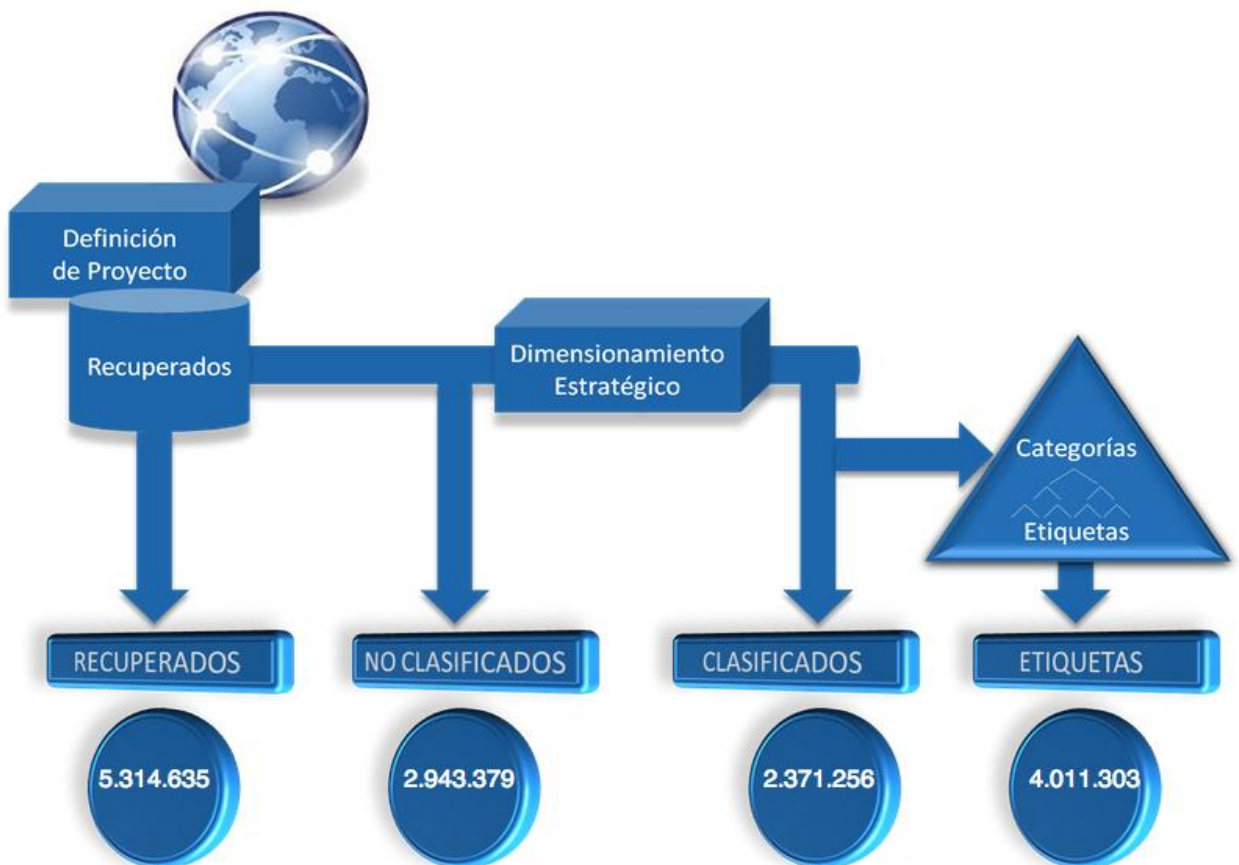 Definición
de Proyecto
Recuperados
Dimensionamiento
Estratégico
Categorías
Etiquetas
RECUPERADOS
NO CLASIFICADOS
CLASIFICADOS
ETIQUETAS
5.314.635
2.943.379
2.371.256
4.011.303